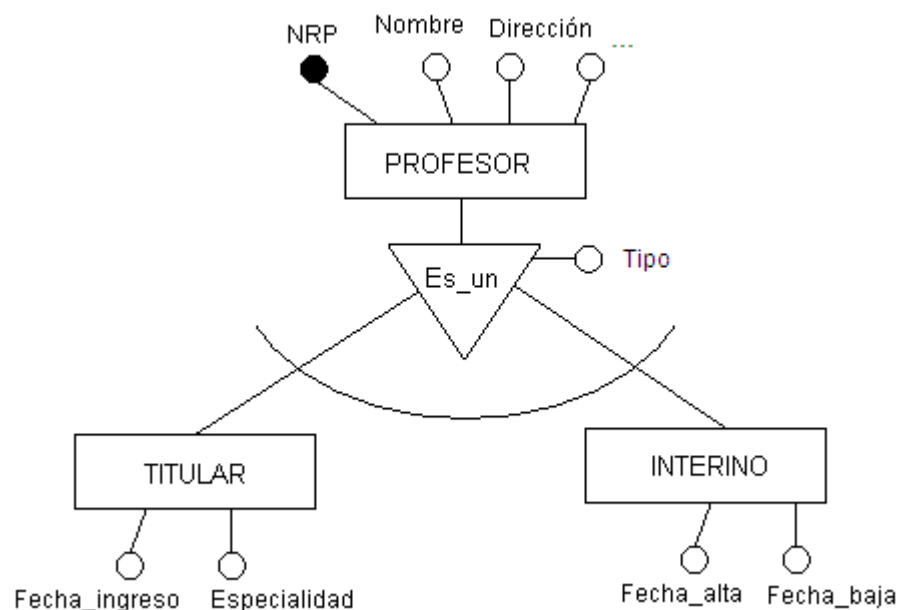 NRP
Nombre
Dirección
...
PROFESOR
Es_un
Tipo
TITULAR
INTERINO
Fecha_ingreso
Especialidad
Fecha_alta
Fecha_baja